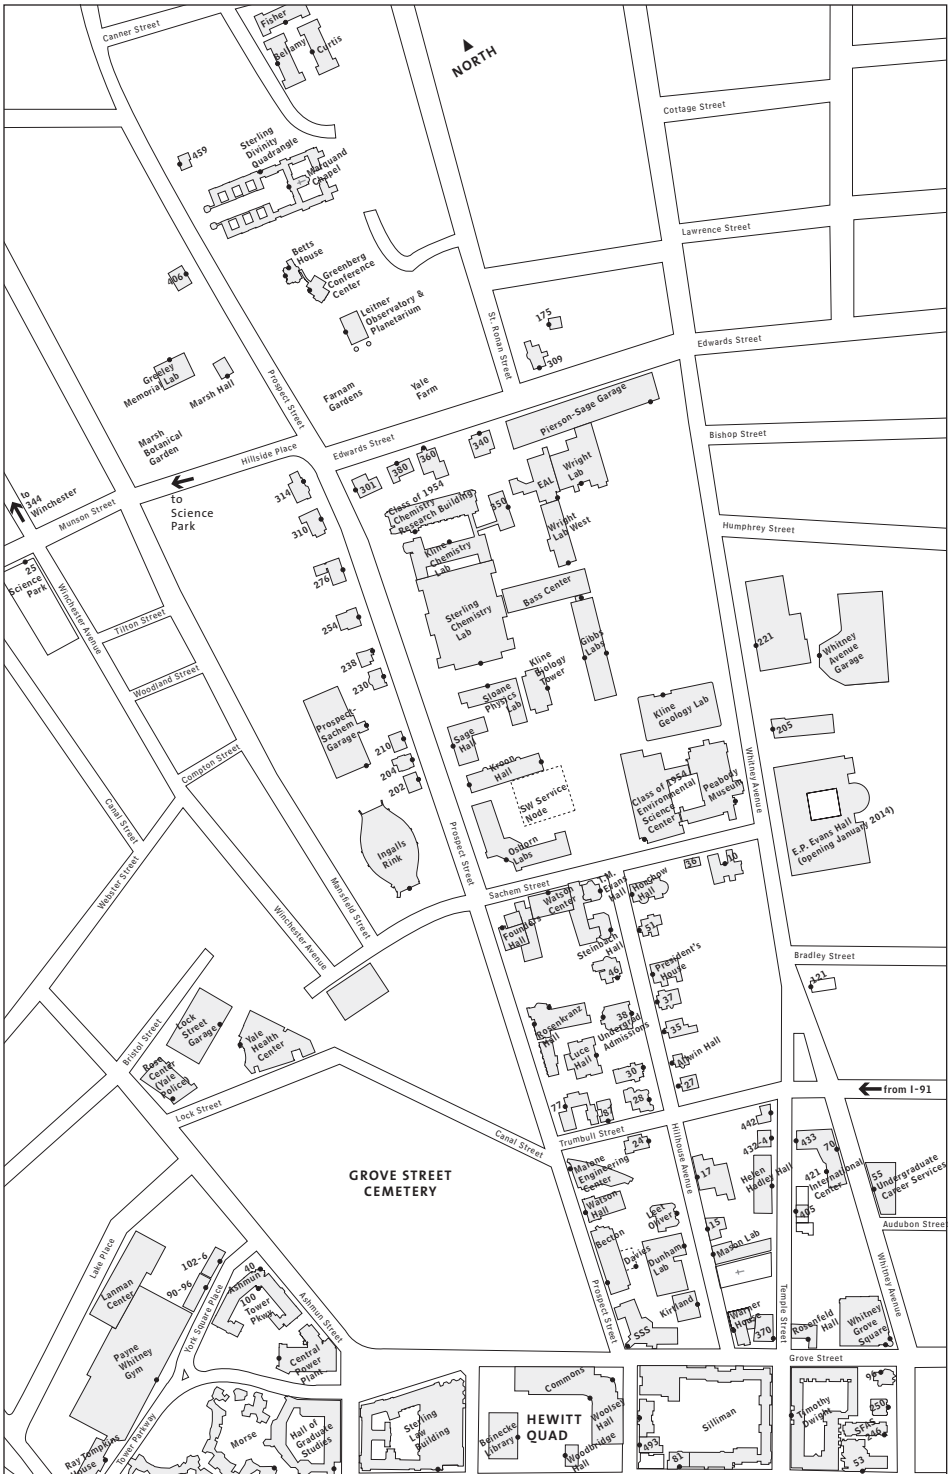 Canner Street
Fisher
Bellamy
Curtis
NORTH
Cottage Street
459
Sterling
Divinity
Quadrangle
Marquand
Chapel
Lawrence Street
406
Betts
House
Greenberg
Conference
Center
Leitner
Observatory &
Planetarium
St. Ronan Street
175
309
Edwards Street
Greeley
Memorial Lab
Marsh Hall
Prospect Street
Farnam
Gardens
Yale
Farm
Marsh
Botanical
Garden
Hillside Place
Edwards Street
Pierson-Sage Garage
Bishop Street
to
344
Winchester
Munson Street
to
Science
Park
314
310
301
380
360
340
Class of 1954
Chemistry
Research Building
350
EAL
Wright
Lab
Wright
Lab West
Humphrey Street
25
Science
Park
Winchester Avenue
276
Kline
Chemistry
Lab
Bass Center
Tilton Street
254
Sterling
Chemistry
Lab
Gibbs
Labs
221
Whitney
Avenue
Garage
Woodland Street
238
230
Kline
Biology
Tower
Sloane
Physics
Lab
Kline
Geology Lab
Prospect-
Sachem
Garage
Sage
Hall
205
Compton Street
210
204
202
Kroon
Hall
SW Service
Node
Class of 1954
Environmental
Science
Center
Peabody
Museum
Whitney Avenue
Canal Street
Ingalls
Rink
Prospect Street
Osborn
Labs
E.P. Evans Hall
(opening January 2014)
Webster Street
Mansfield Street
Winchester Avenue
Sachem Street
36
10
Founders
Hall
Watson
Center
T.M.
Evans
Hall
Horchow
Hall
Steinbach
Hall
51
46
President's
House
Bradley Street
121
Bristol Street
Lock
Street
Garage
Yale
Health
Center
Rosenkranz
Hall
38
Undergrad
Admissions
37
35
Luce
Hall
Allwin Hall
Rose
Center
(Yale
Police)
30
27
from I-91
Lock Street
77
87
28
Canal Street
Trumbull Street
24
Hillhouse Avenue
442
432-4
433
70
GROVE STREET
CEMETERY
Malone
Engineering
Center
17
Helen
Hadley Hall
421
International
Center
55
Undergraduate
Career Services
Watson
Hall
Leet
Oliver
15
405
Audubon Street
Lake Place
Becton
Davies
Dunham
Lab
Mason Lab
Lanman
Center
102-6
90-96
York Square Place
40
Ashmun
100
Tower
Pkwy
Ashmun Street
Prospect Street
Kirtland
SSS
Warner
House
370
Temple Street
Rosenfeld
Hall
Whitney
Grove
Square
Whitney Avenue
Payne
Whitney
Gym
Central
Power
Plant
Grove Street
Tower Parkway
Ray Tompkins
House
Morse
Hall of
Graduate
Studies
Sterling
Law
Building
Commons
Beinecke
Library
HEWITT
QUAD
Woolsey
Hall
Woodbridge
Hall
493
81
Silliman
Timothy
Dwight
96
250
SFAS
246
53